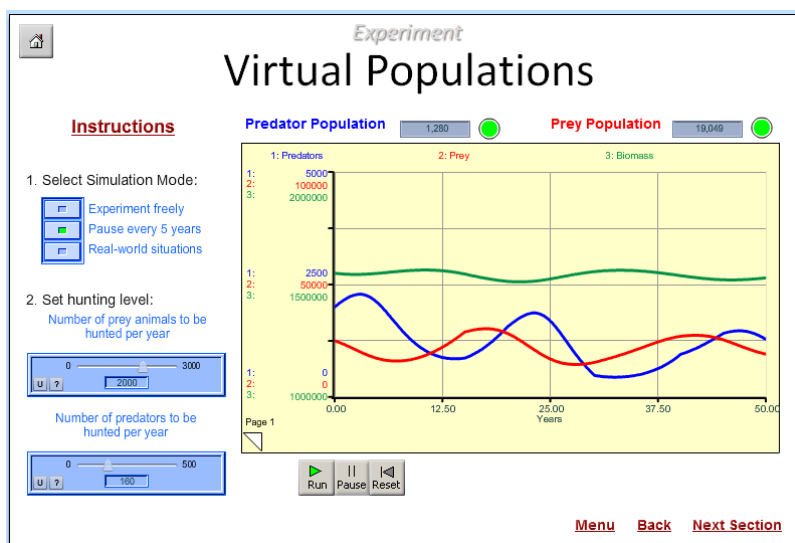 Experiment
Virtual Populations
Instructions
1. Select Simulation Mode:
Experiment freely
Pause every 5 years
Real-world situations
2. Set hunting level:
Number of prey animals to be
hunted per year
0 3000
U ? 2000
Number of predators to be
hunted per year
0 500
U ? 160
Predator Population 1,280 Prey Population 19,049
1: Predators 2: Prey 3: Biomass
1: 5000
2: 100000
3: 2000000
1: 2500
2: 50000
3: 1500000
1: 0
2: 0
3: 1000000
0.00 12.50 25.00 37.50 50.00
Page 1 Years
Run Pause Reset
Menu Back Next Section